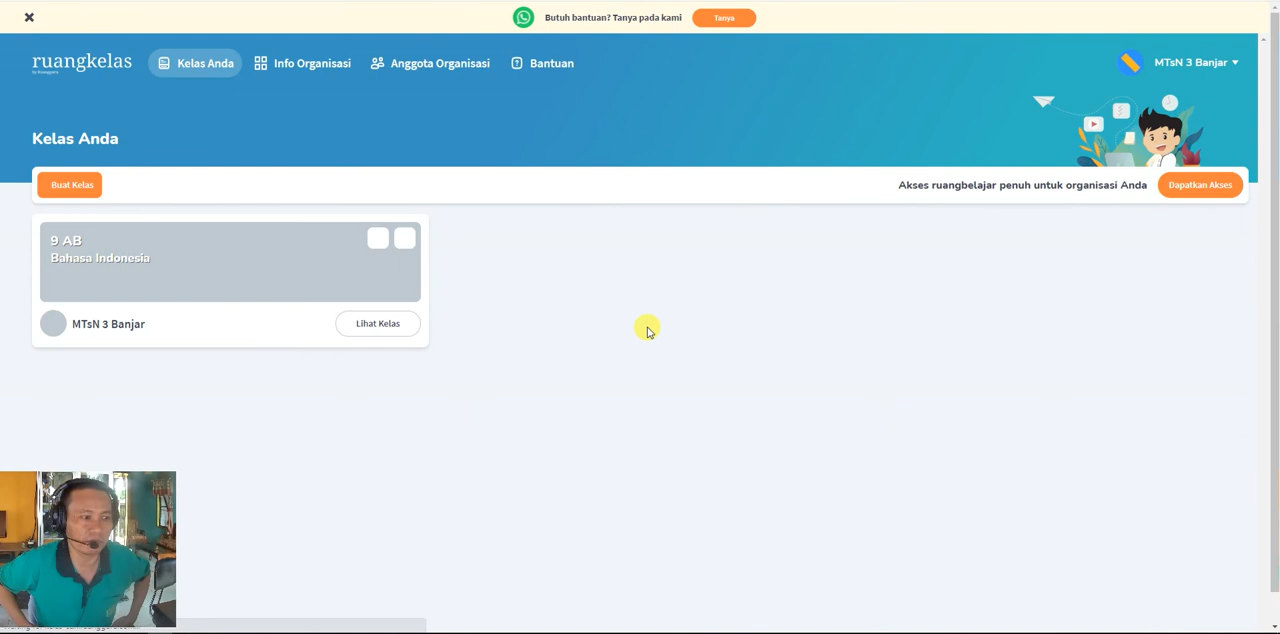 Butuh bantuan? Tanya pada kami
Tanya
ruangkelas
Kelas Anda
Info Organisasi
Anggota Organisasi
Bantuan
MTsN 3 Banjar
Kelas Anda
Buat Kelas
Akses ruangbelajar penuh untuk organisasi Anda
Dapatkan Akses
9 AB
Bahasa Indonesia
MTsN 3 Banjar
Lihat Kelas